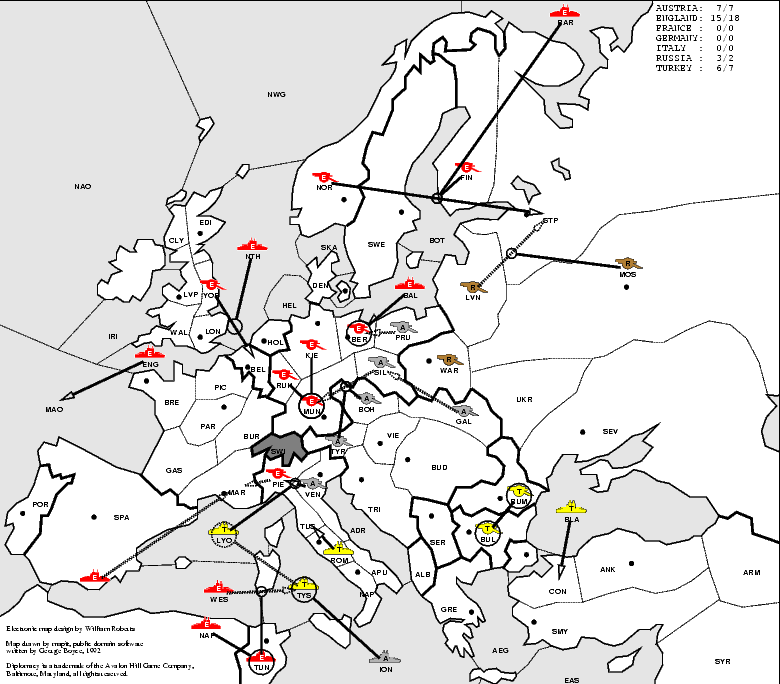 AUSTRIA: 7/7
ENGLAND: 15/18
FRANCE : 0/0
GERMANY: 0/0
ITALY : 0/0
RUSSIA : 3/2
TURKEY : 6/7
E
BAR
NWG
NAO
E
NOR
E
FIN
STP
EDI
CLY
E
NTH
SKA
SWE
BOT
R
MOS
E
YOR
DEN
E
BAL
R
LVN
LVP
HEL
WAL
LON
HOL
E
BER
A
PRU
IRI
E
ENG
BEL
E
KIE
A
SIL
R
WAR
E
RUH
PIC
BRE
MAO
E
MUN
A
BOH
A
GAL
UKR
PAR
BUR
SWI
A
TYR
VIE
SEV
GAS
E
PIE
A
VEN
BUD
MAR
TRI
T
RUM
POR
SPA
T
LYO
TUS
ADR
SER
T
BUL
T
BLA
T
ROM
APU
ALB
ANK
ARM
E
E
WES
T
TYS
NAP
GRE
CON
E
NAF
SMY
Electronic map design by William Roberts
Map drawn by mapit, public domain software
written by George Boyce, 1992
Diplomacy is a trademark of the Avalon Hill Game Company,
Baltimore, Maryland, all rights reserved.
E
TUN
A
ION
AEG
EAS
SYR